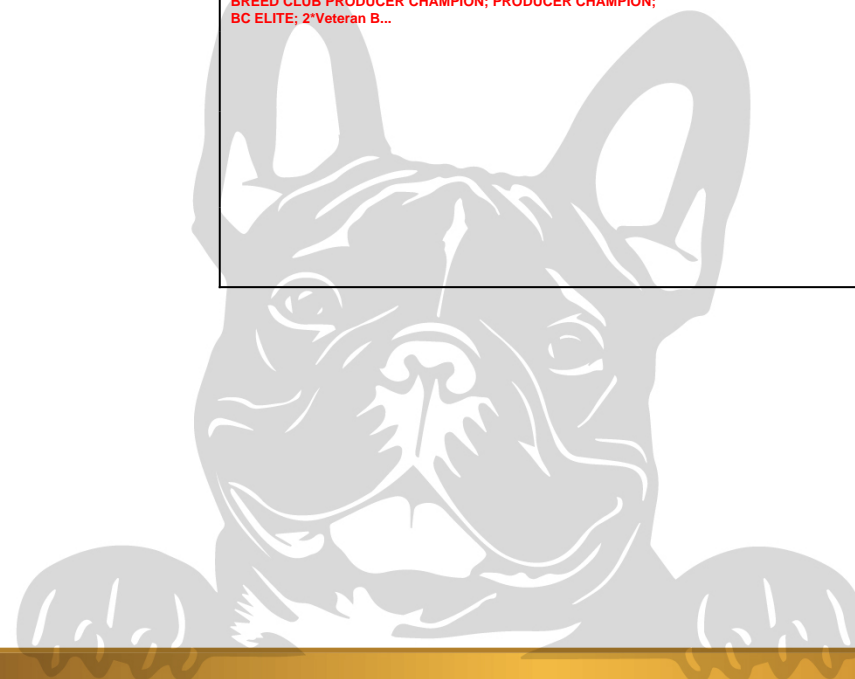 BREED CLUB PRODUCER CHAMPION; PRODUCER CHAMPION;
BC ELITE; 2*Veteran B...